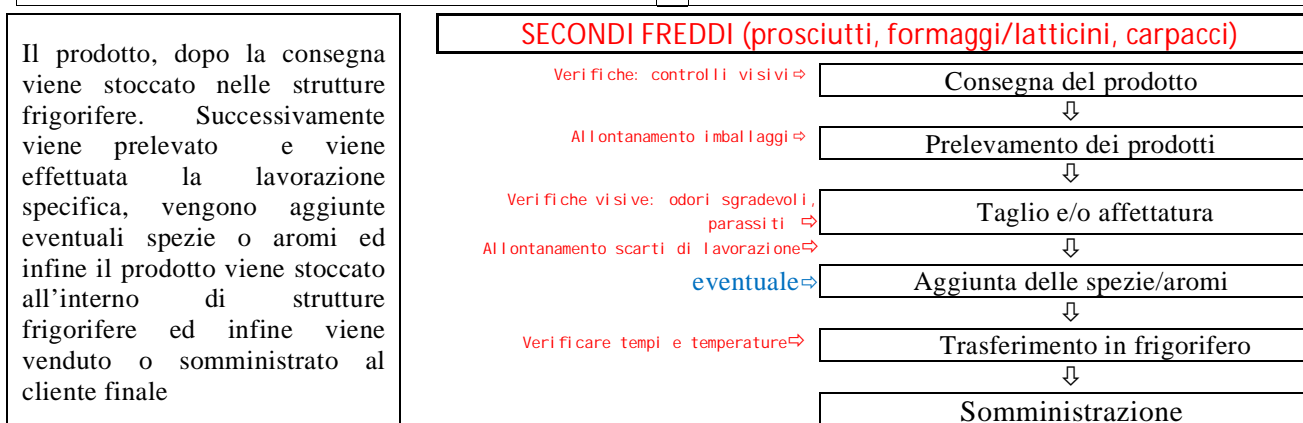 Il prodotto, dopo la consegna
viene stoccato nelle strutture
frigorifere. Successivamente
viene prelevato e viene
effettuata la lavorazione
specifica, vengono aggiunte
eventuali spezie o aromi ed
infine il prodotto viene stoccato
all'interno di strutture
frigorifere ed infine viene
venduto o somministrato al
cliente finale
SECONDI FREDDI (prosciutti, formaggi/latticini, carpacci)
Verifiche: controlli visivi⇨
Consegna del prodotto
⇩
Allontanamento imballaggi⇨
Prelevamento dei prodotti
⇩
Verifiche visive: odori sgradevoli,
parassiti ⇨
Taglio e/o affettatura
Allontanamento scarti di lavorazione⇨
⇩
eventuale⇨
Aggiunta delle spezie/aromi
⇩
Verificare tempi e temperature⇨
Trasferimento in frigorifero
⇩
Somministrazione